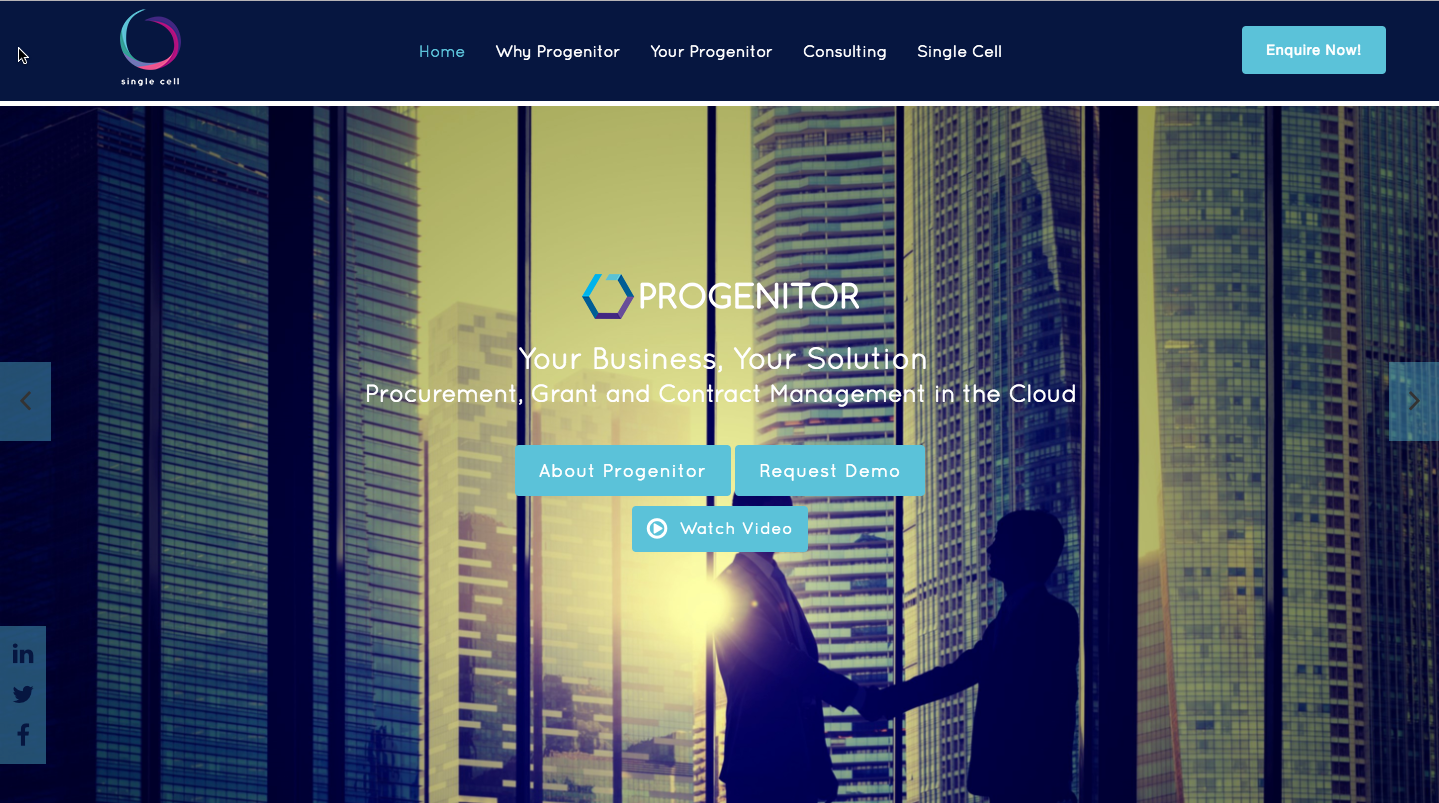 single cell
Home Why Progenitor Your Progenitor Consulting Single Cell
Enquire Now!
PROGENITOR
Your Business, Your Solution
Procurement, Grant and Contract Management in the Cloud
About Progenitor Request Demo
Watch Video